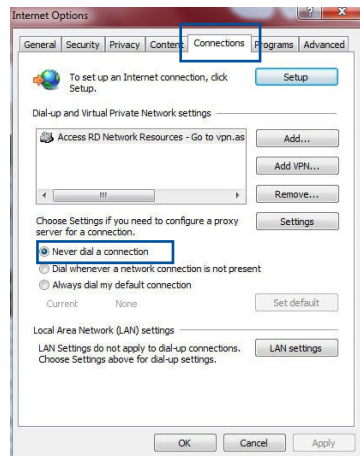 Internet Options
?
X
General Security Privacy Content Connections Programs Advanced
To set up an Internet connection, click
Setup.
Setup
Dial-up and Virtual Private Network settings
Access RD Network Resources - Go to vpn.as
Add...
Add VPN...
Remove...
Choose Settings if you need to configure a proxy
server for a connection.
Settings
Never dial a connection
Dial whenever a network connection is not present
Always dial my default connection
Current None
Set default
Local Area Network (LAN) settings
LAN Settings do not apply to dial-up connections.
Choose Settings above for dial-up settings.
LAN settings
OK Cancel Apply